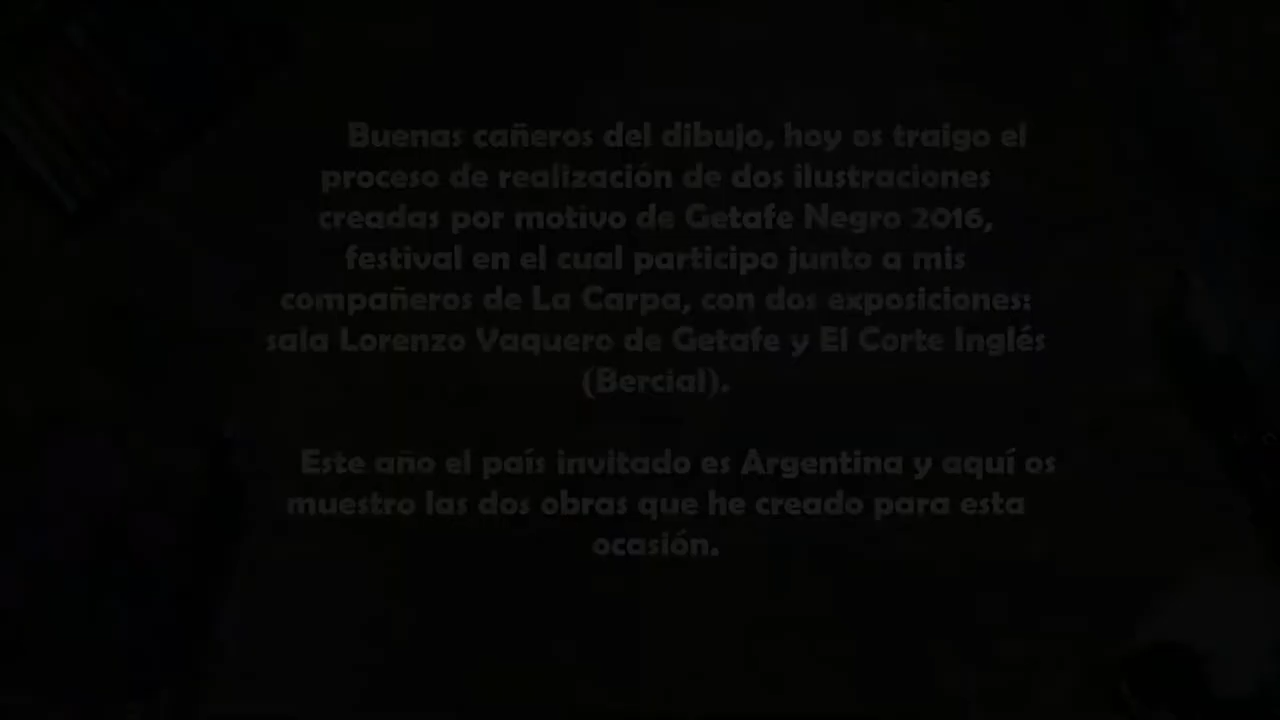 Buenas cañeros del dibujo, hoy os traigo el
proceso de realización de dos ilustraciones
creadas por motivo de Getafe Negro 2016,
festival en el cual participo junto a mis
compañeros de La Carpa, con dos exposiciones:
sala Lorenzo Vaquero de Getafe y El Corte Inglés
(Bercial).
Este año el país invitado es Argentina y aquí os
muestro las dos obras que he creado para esta
ocasión.